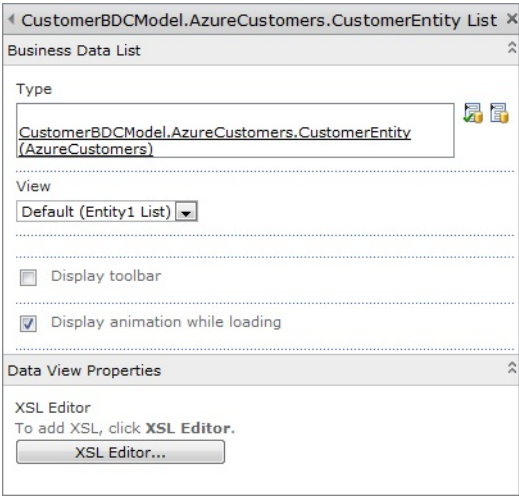 CustomerBDCModel.AzureCustomers.CustomerEntity List
Business Data List
Type
CustomerBDCModel.AzureCustomers.CustomerEntity
(AzureCustomers)
View
Default (Entity1 List)
Display toolbar
Display animation while loading
Data View Properties
XSL Editor
To add XSL, click XSL Editor.
XSL Editor...